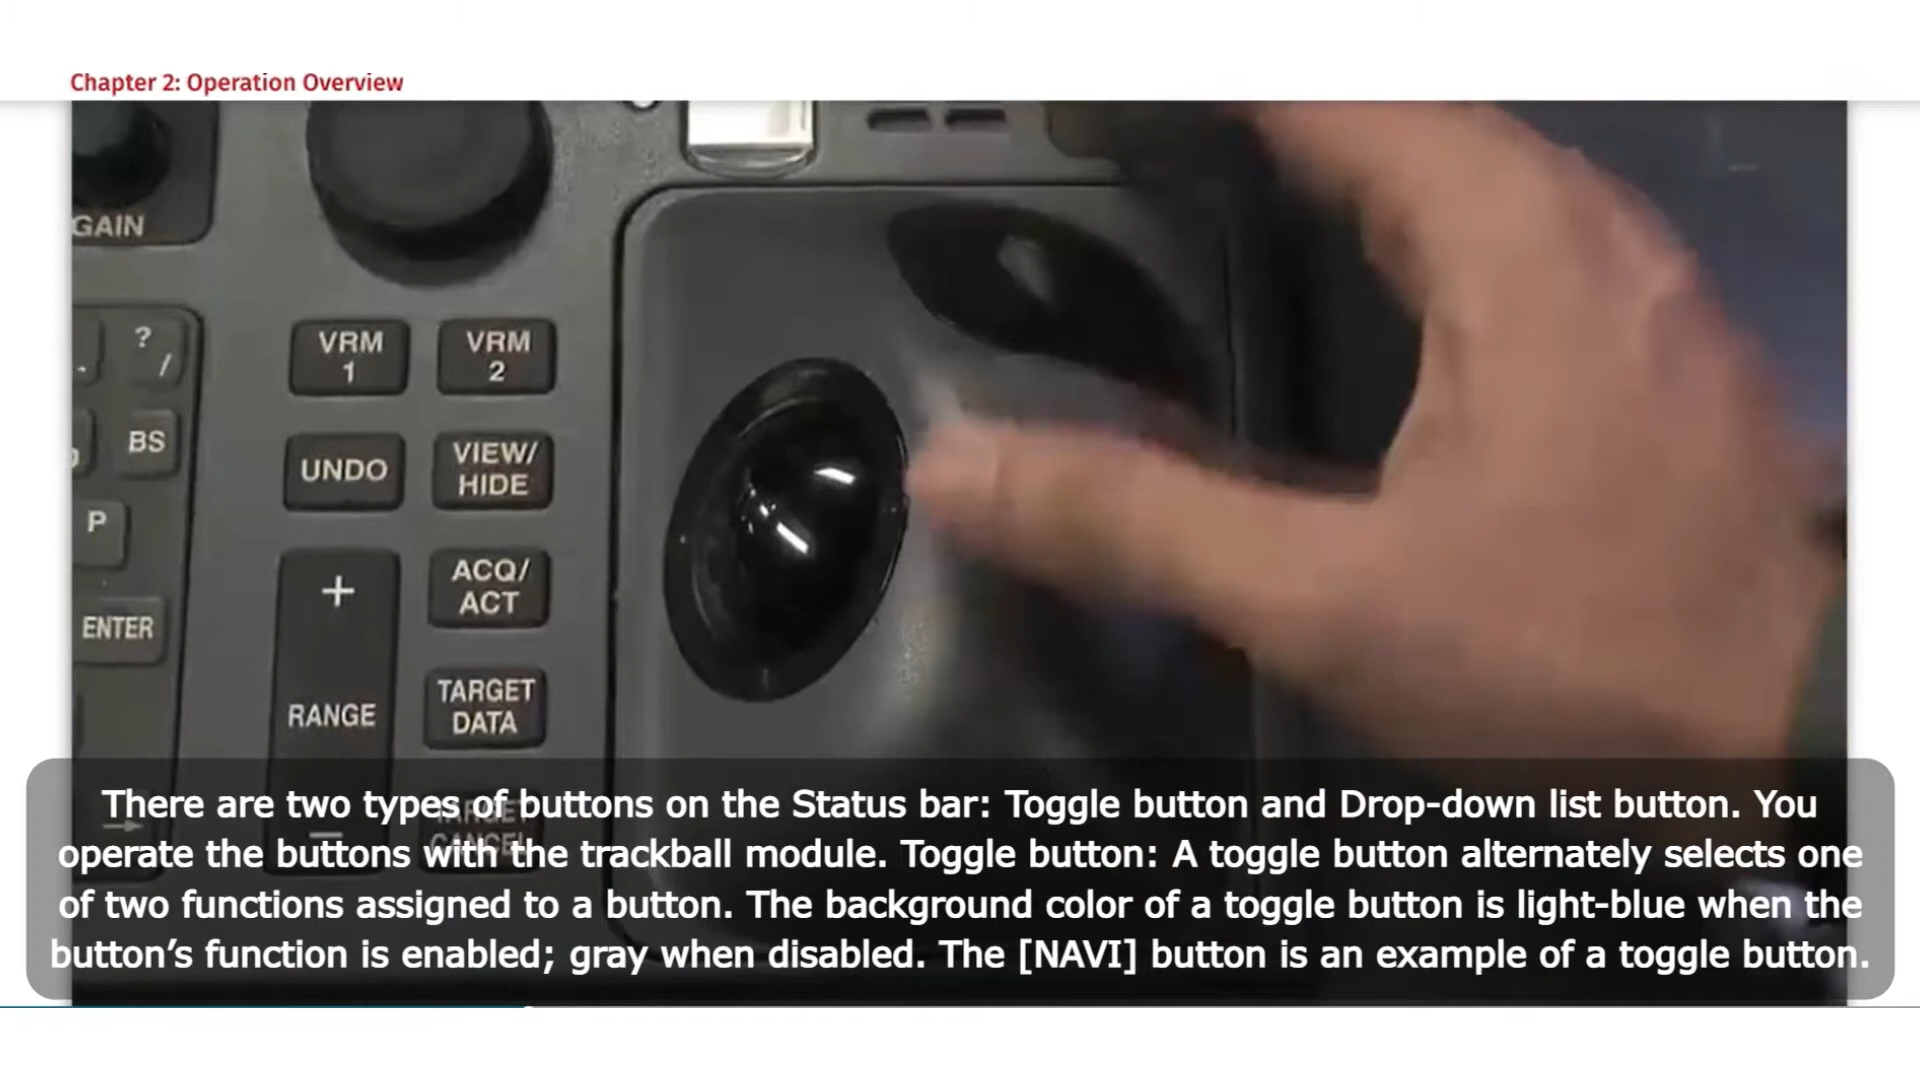 Chapter 2: Operation Overview
GAIN
?
/
VRM
1
VRM
2
BS
UNDO
VIEW/
HIDE
P
+
ACQ/
ACT
ENTER
RANGE
TARGET
DATA
TARGET
CANCEL
There are two types of buttons on the Status bar: Toggle button and Drop-down list button. You
operate the buttons with the trackball module. Toggle button: A toggle button alternately selects one
of two functions assigned to a button. The background color of a toggle button is light-blue when the
button’s function is enabled; gray when disabled. The [NAVI] button is an example of a toggle button.